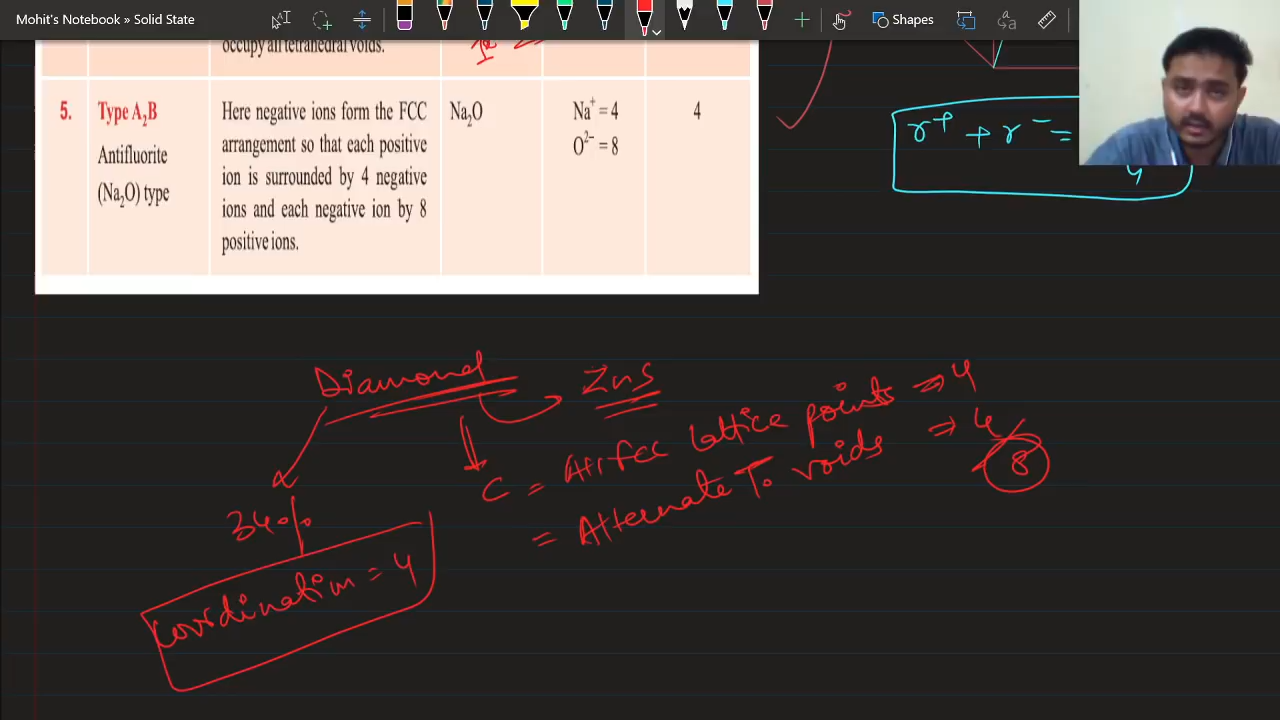 Mohit's Notebook » Solid State
Shapes
occupy all tetrahedral voids.
5.
Type A₂B
Antifluorite
(Na₂O) type
Here negative ions form the FCC
arrangement so that each positive
ion is surrounded by 4 negative
ions and each negative ion by 8
positive ions.
Na₂O
Na⁺ = 4
O²⁻ = 8
4
r⁺ + r⁻ =
4
Diamond
ZnS
34%
Coordination = 4
C = All fcc lattice points ⇒ 4
= Alternate T. voids ⇒ 4
8